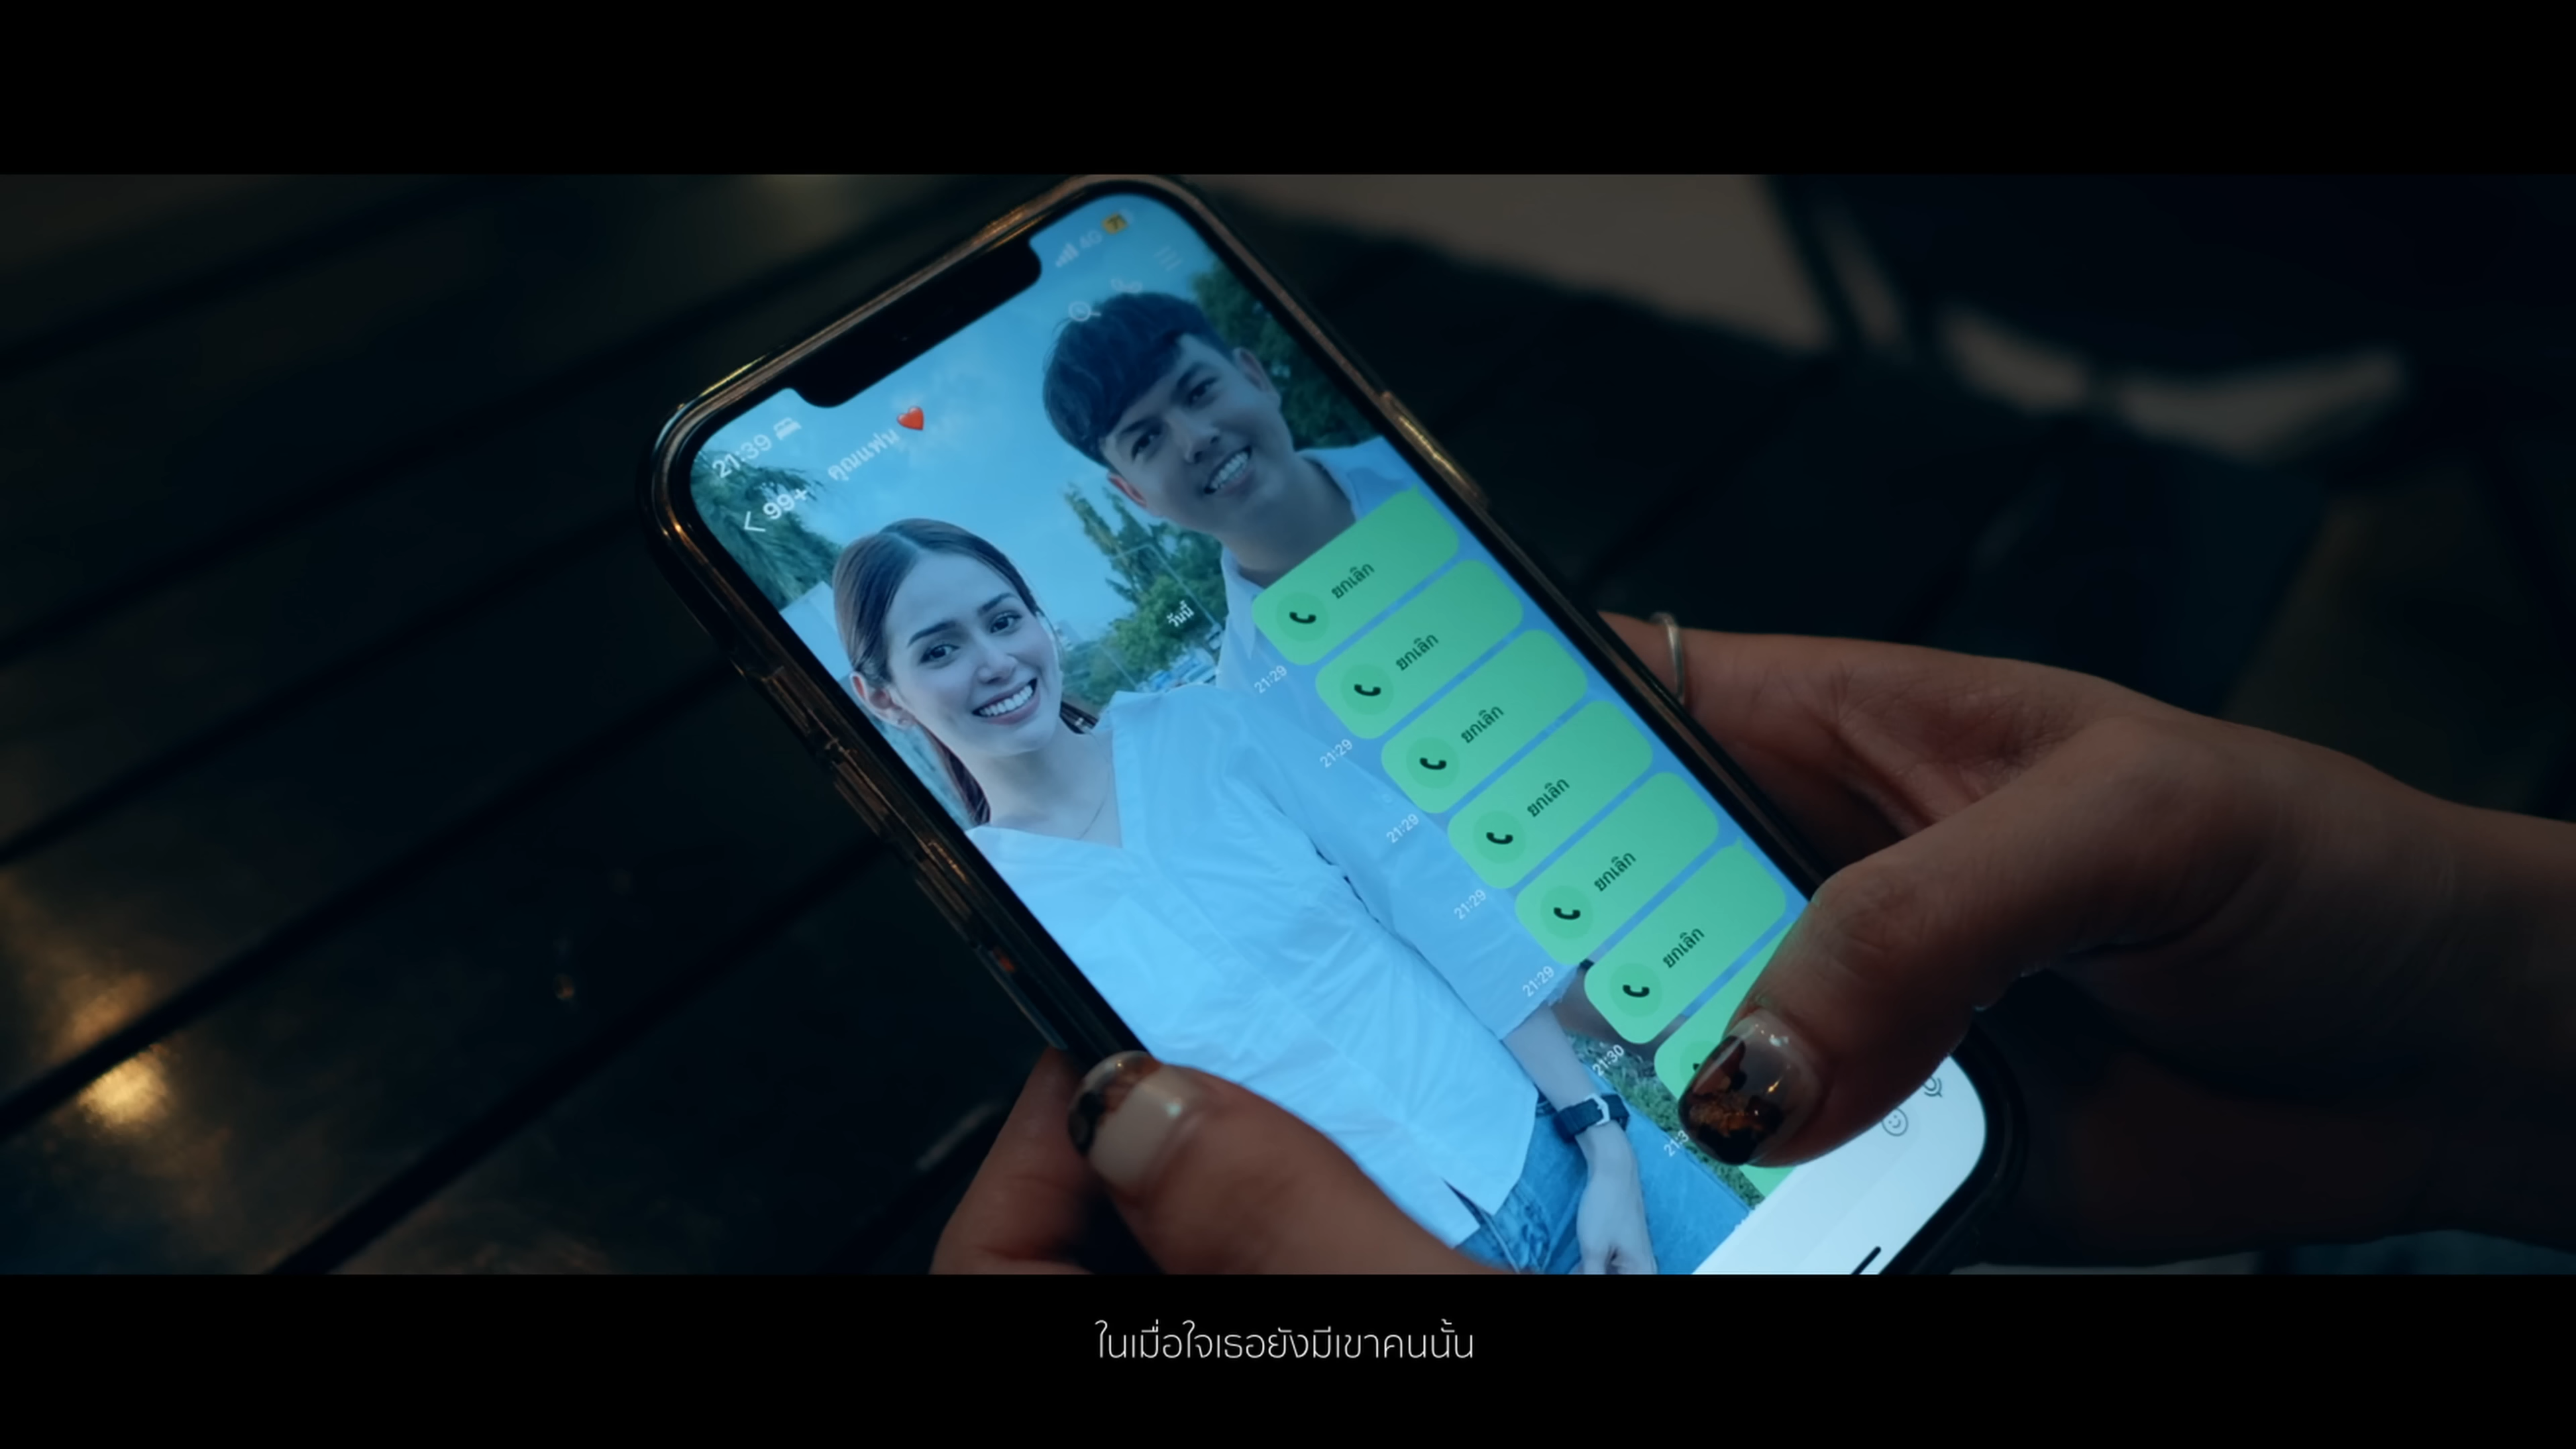 21:39
4G
71
< 99+ คุณแฟน ❤️
วันนี้
ยกเลิก
21:29
ยกเลิก
21:29
ยกเลิก
21:29
ยกเลิก
21:29
ยกเลิก
21:29
ยกเลิก
21:30
ในเมื่อใจเธอยังมีเขาคนนั้น